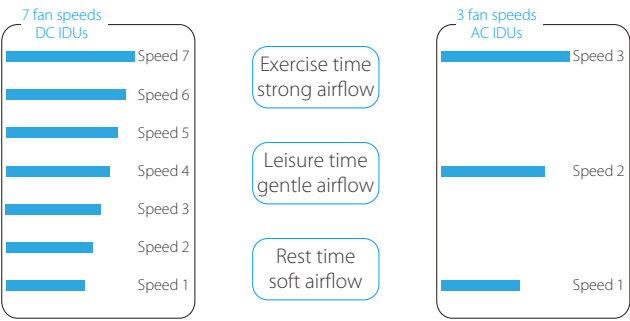 7 fan speeds
DC IDUs
Speed 7
Speed 6
Speed 5
Speed 4
Speed 3
Speed 2
Speed 1
Exercise time
strong airflow
Leisure time
gentle airflow
Rest time
soft airflow
3 fan speeds
AC IDUs
Speed 3
Speed 2
Speed 1